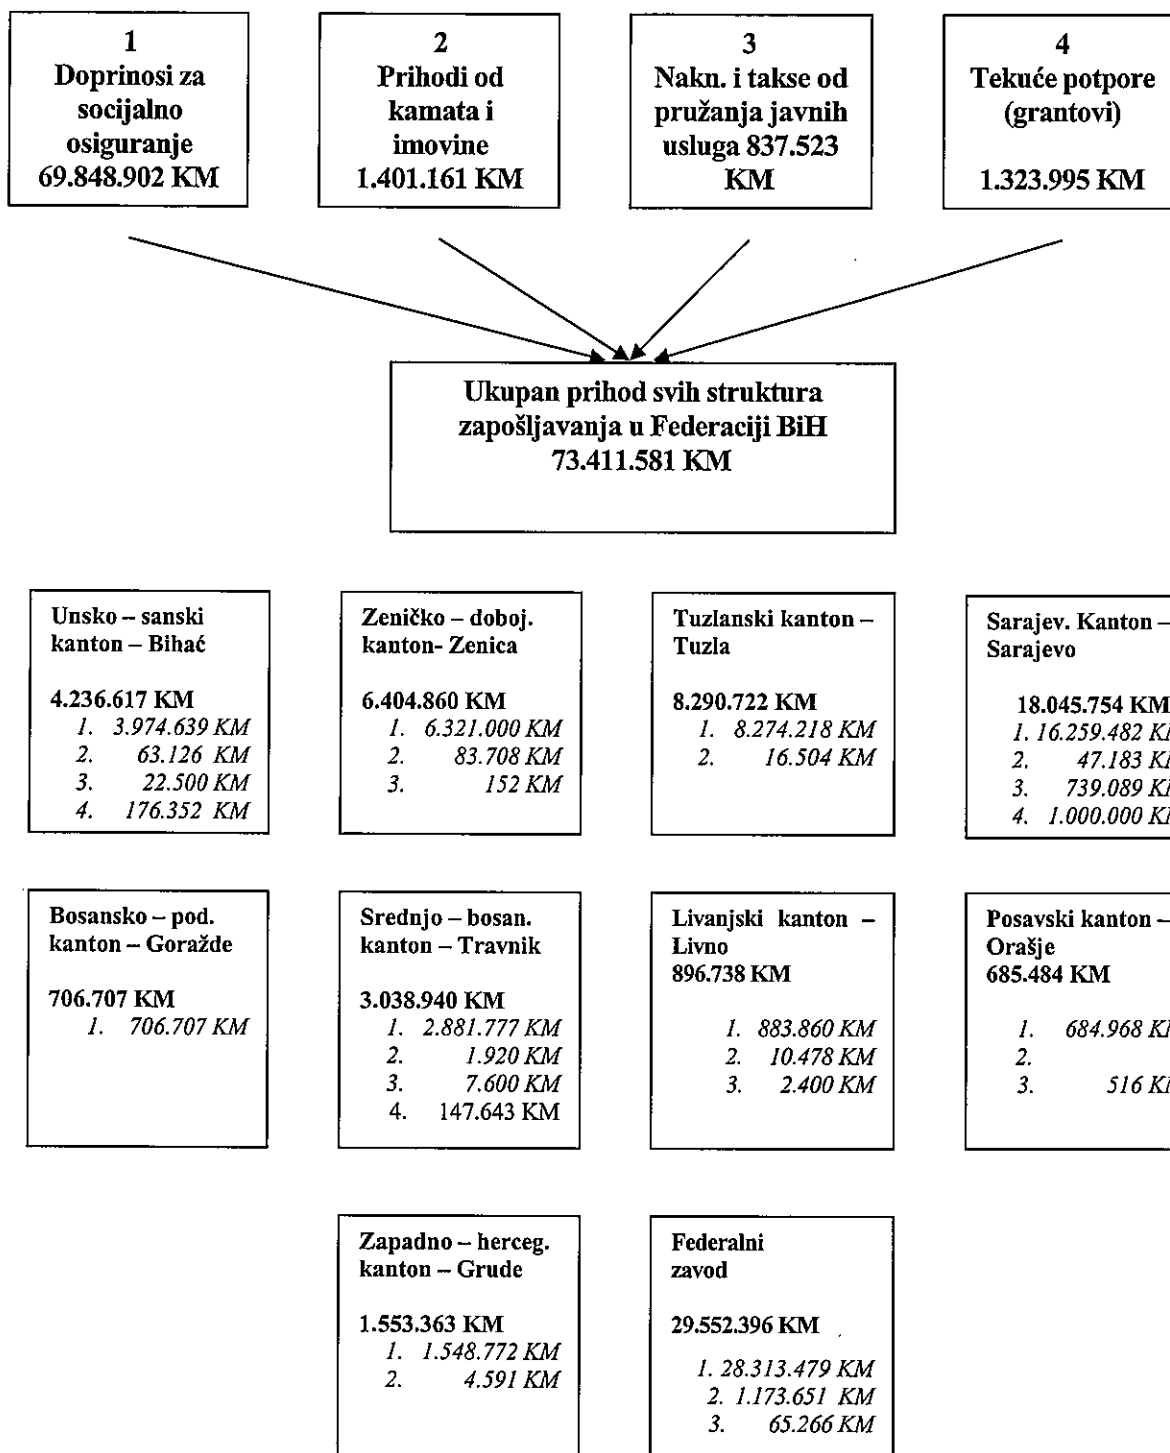 1
Doprinosi za
socijalno
osiguranje
69.848.902 KM
2
Prihodi od
kamata i
imovine
1.401.161 KM
3
Nakn. i takse od
pružanja javnih
usluga 837.523
KM
4
Tekuće potpore
(grantovi)
1.323.995 KM
Ukupan prihod svih struktura
zapošljavanja u Federaciji BiH
73.411.581 KM
Unsko – sanski
kanton – Bihać
4.236.617 KM
1. 3.974.639 KM
2. 63.126 KM
3. 22.500 KM
4. 176.352 KM
Zeničko – doboj.
kanton- Zenica
6.404.860 KM
1. 6.321.000 KM
2. 83.708 KM
3. 152 KM
Tuzlanski kanton –
Tuzla
8.290.722 KM
1. 8.274.218 KM
2. 16.504 KM
Sarajev. Kanton –
Sarajevo
18.045.754 KM
1. 16.259.482 KM
2. 47.183 KM
3. 739.089 KM
4. 1.000.000 KM
Bosansko – pod.
kanton – Goražde
706.707 KM
1. 706.707 KM
Srednjo – bosan.
kanton – Travnik
3.038.940 KM
1. 2.881.777 KM
2. 1.920 KM
3. 7.600 KM
4. 147.643 KM
Livanjski kanton –
Livno
896.738 KM
1. 883.860 KM
2. 10.478 KM
3. 2.400 KM
Posavski kanton –
Orašje
685.484 KM
1. 684.968 KM
2.
3. 516 KM
Zapadno – herceg.
kanton – Grude
1.553.363 KM
1. 1.548.772 KM
2. 4.591 KM
Federalni
zavod
29.552.396 KM
1. 28.313.479 KM
2. 1.173.651 KM
3. 65.266 KM